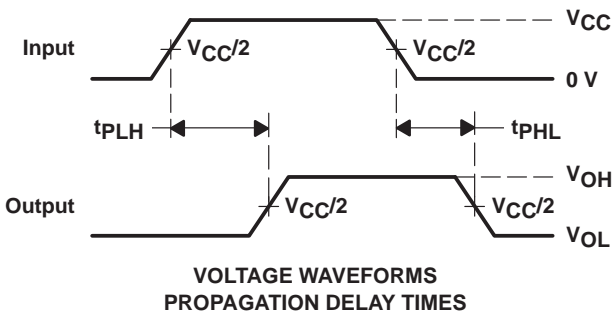 VCC
Input VCC/2 VCC/2
0 V
tPLH tPHL
VOH
Output VCC/2 VCC/2
VOL
VOLTAGE WAVEFORMS
PROPAGATION DELAY TIMES